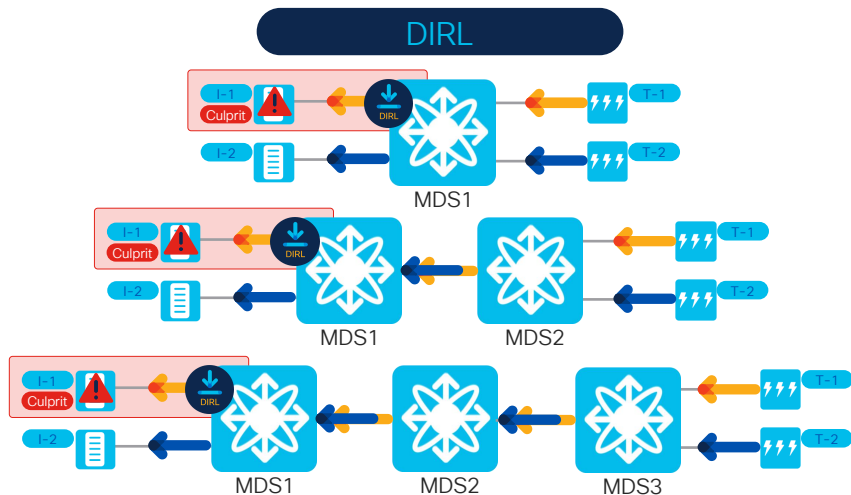 DIRL
I-1
T-1
Culprit
DIRL
I-2
T-2
MDS1
I-1
T-1
Culprit
DIRL
I-2
T-2
MDS1
MDS2
I-1
T-1
Culprit
DIRL
I-2
T-2
MDS1
MDS2
MDS3